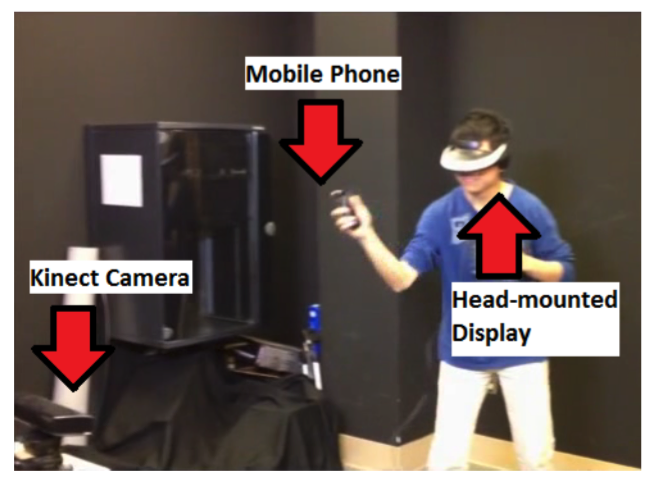 Mobile Phone
Kinect Camera
Head-mounted
Display